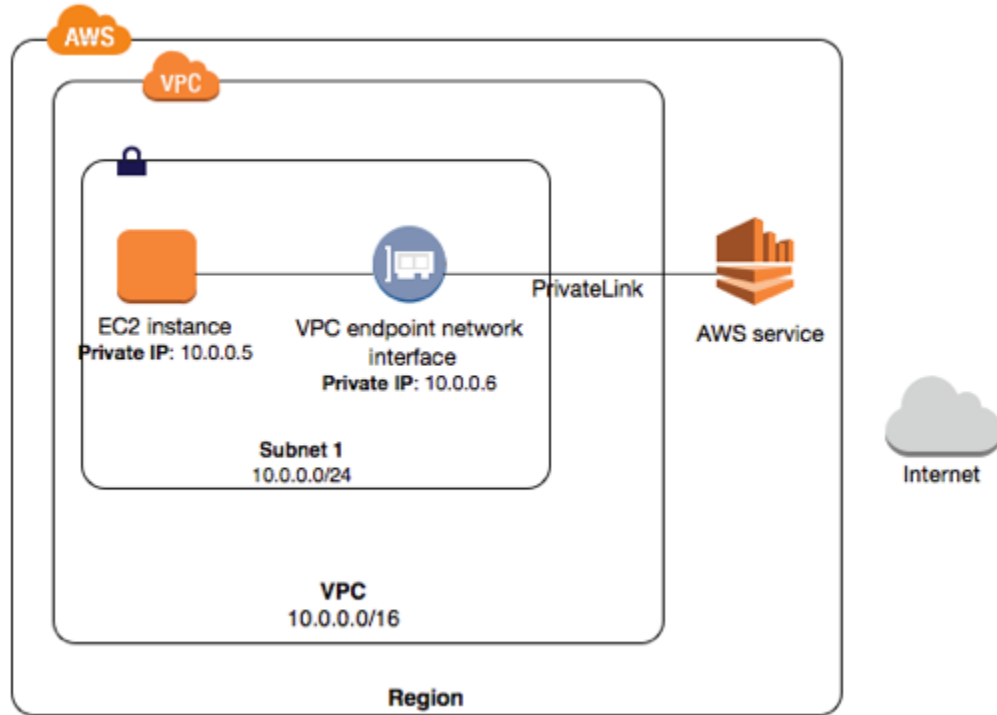 AWS
VPC
EC2 instance
Private IP: 10.0.0.5
VPC endpoint network
interface
Private IP: 10.0.0.6
PrivateLink
AWS service
Subnet 1
10.0.0.0/24
Internet
VPC
10.0.0.0/16
Region